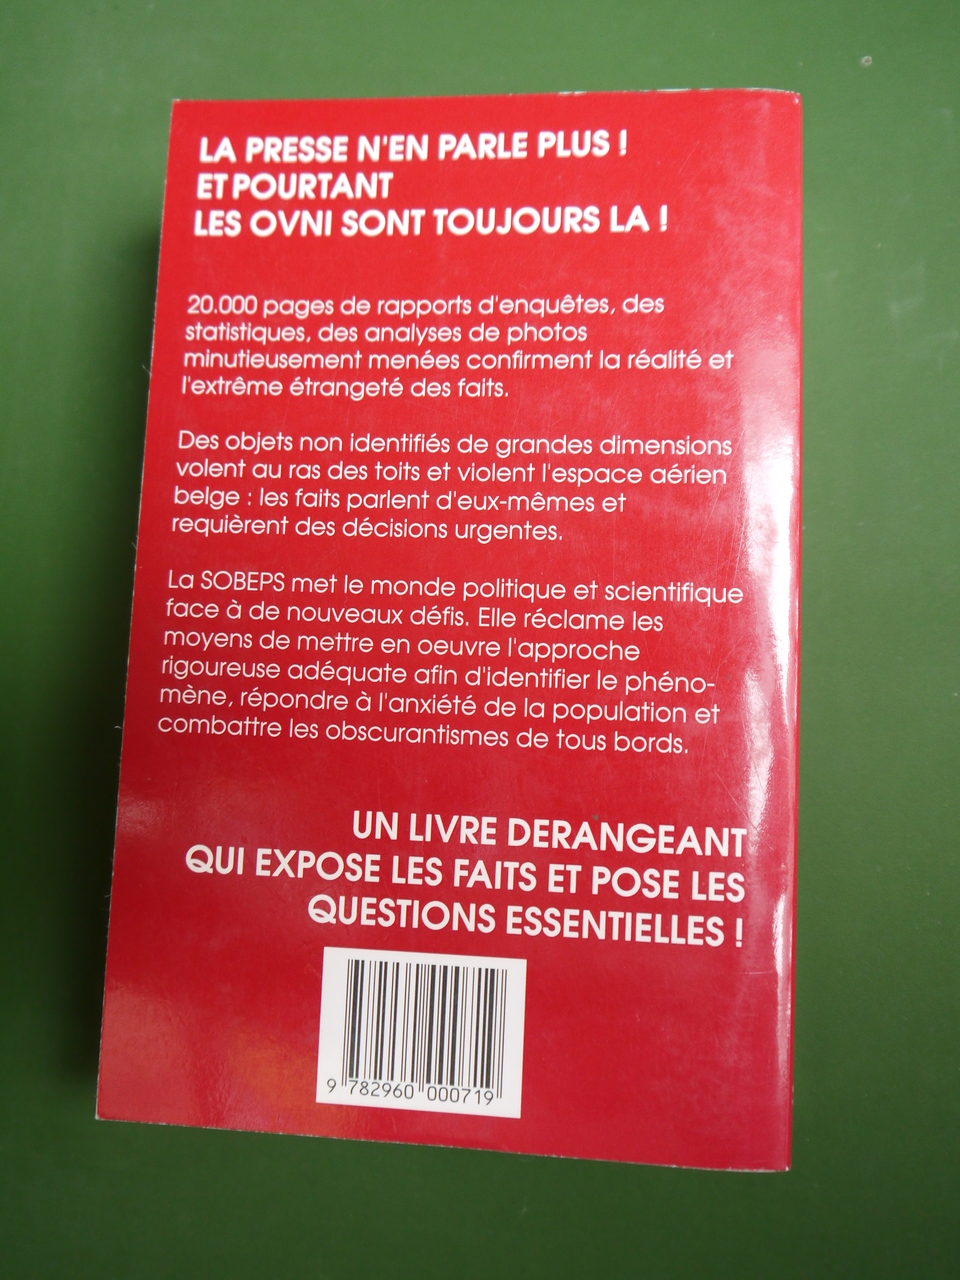 LA PRESSE N'EN PARLE PLUS !
ET POURTANT
LES OVNI SONT TOUJOURS LA !
20.000 pages de rapports d'enquêtes, des
statistiques, des analyses de photos
minutieusement menées confirment la réalité et
l'extrême étrangeté des faits.
Des objets non identifiés de grandes dimensions
volent au ras des toits et violent l'espace aérien
belge : les faits parlent d'eux-mêmes et
requièrent des décisions urgentes.
La SOBEPS met le monde politique et scientifique
face à de nouveaux défis. Elle réclame les
moyens de mettre en oeuvre l'approche
rigoureuse adéquate afin d'identifier le phéno-
mène, répondre à l'anxiété de la population et
combattre les obscurantismes de tous bords.
UN LIVRE DERANGEANT
QUI EXPOSE LES FAITS ET POSE LES
QUESTIONS ESSENTIELLES !
9 782960 000719